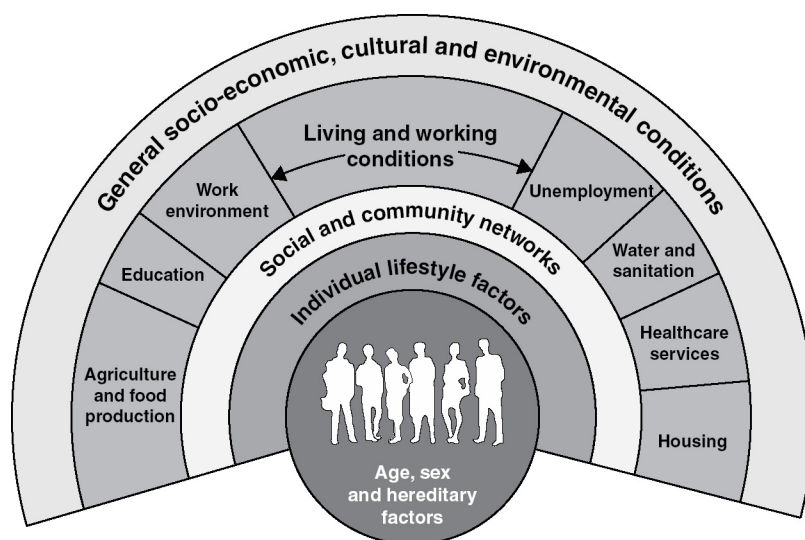 General socio-economic, cultural and environmental conditions
Living and working
conditions
Work
environment
Unemployment
Education
Water and
sanitation
Agriculture
and food
production
Healthcare
services
Housing
Social and community networks
Individual lifestyle factors
Age, sex
and hereditary
factors